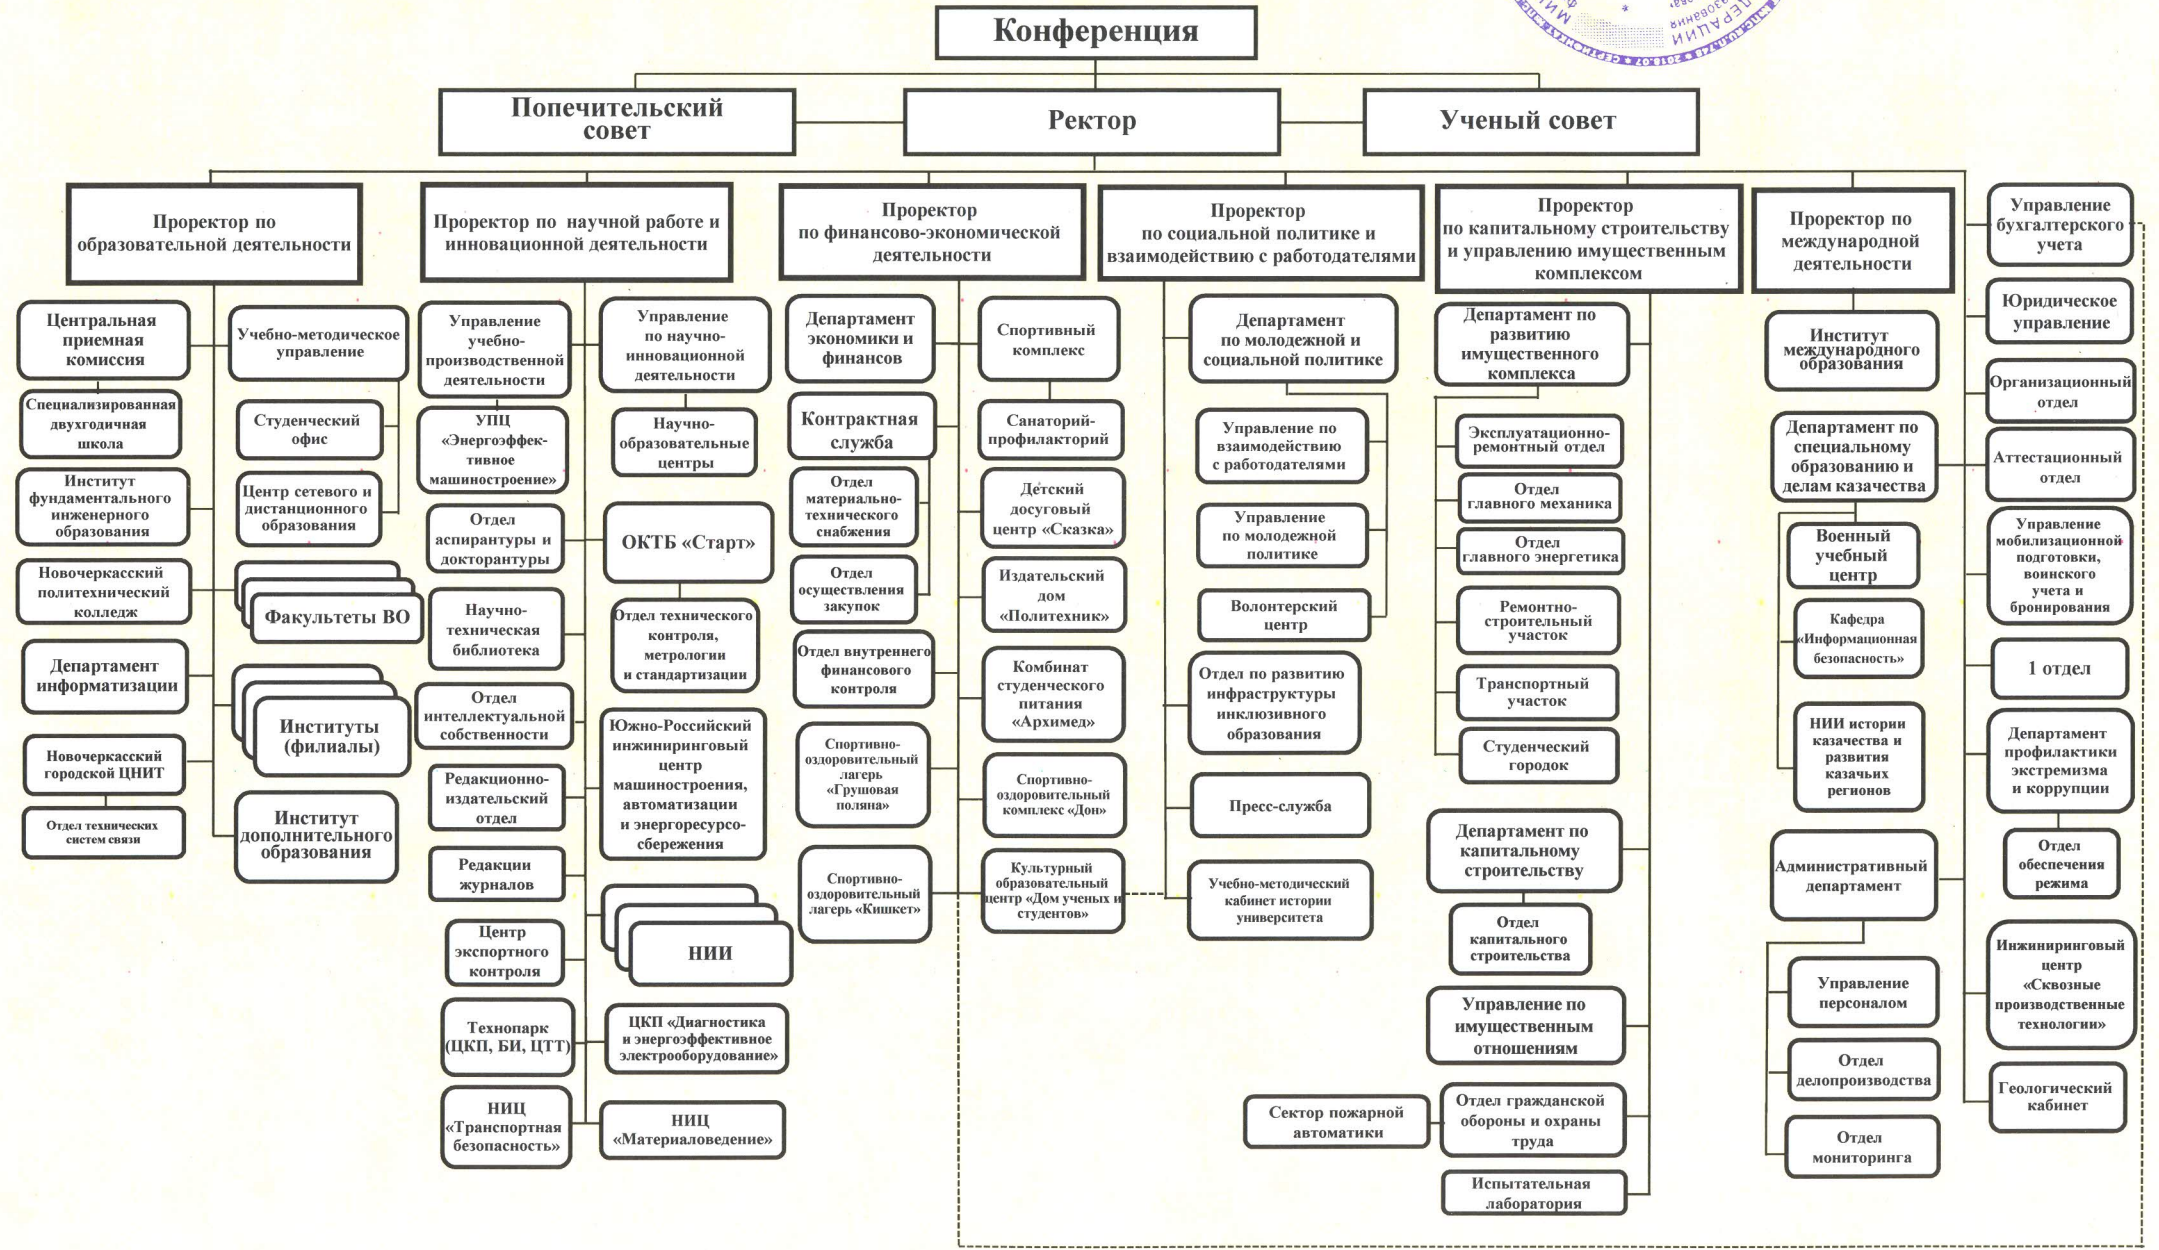 Конференция
Попечительский
совет
Ректор
Ученый совет
Проректор по
образовательной деятельности
Проректор по научной работе и
инновационной деятельности
Проректор
по финансово-экономической
деятельности
Проректор
по социальной политике и
взаимодействию с работодателями
Проректор
по капитальному строительству
и управлению имущественным
комплексом
Проректор по
международной
деятельности
Управление
бухгалтерского
учета
Центральная
приемная
комиссия
Специализированная
двухгодичная
школа
Институт
фундаментального
инженерного
образования
Новочеркасский
политехнический
колледж
Департамент
информатизации
Новочеркасский
городской ЦНИТ
Отдел технических
систем связи
Учебно-методическое
управление
Студенческий
офис
Центр сетевого и
дистанционного
образования
Факультеты ВО
Институты
(филиалы)
Институт
дополнительного
образования
Управление
учебно-
производственной
деятельности
УПЦ
«Энергоэффек-
тивное
машиностроение»
Отдел
аспирантуры и
докторантуры
Научно-
техническая
библиотека
Отдел
интеллектуальной
собственности
Редакционно-
издательский
отдел
Редакции
журналов
Центр
экспортного
контроля
Технопарк
(ЦКП, БИ, ЦТТ)
НИЦ
«Транспортная
безопасность»
Управление
по научно-
инновационной
деятельности
Научно-
образовательные
центры
ОКТБ «Старт»
Отдел технического
контроля,
метрологии
и стандартизации
Южно-Российский
инжиниринговый
центр
машиностроения,
автоматизации
и энергоресурсо-
сбережения
НИИ
ЦКП «Диагностика
и энергоэффективное
электрооборудование»
НИЦ
«Материаловедение»
Департамент
экономики и
финансов
Контрактная
служба
Отдел
материально-
технического
снабжения
Отдел
осуществления
закупок
Отдел внутреннего
финансового
контроля
Спортивно-
оздоровительный
лагерь
«Грушовая
поляна»
Спортивно-
оздоровительный
лагерь «Кишкет»
Спортивный
комплекс
Санаторий-
профилакторий
Детский
досуговый
центр «Сказка»
Издательский
дом
«Политехник»
Комбинат
студенческого
питания
«Архимед»
Спортивно-
оздоровительный
комплекс «Дон»
Культурный
образовательный
центр «Дом ученых и
студентов»
Департамент
по молодежной и
социальной политике
Управление по
взаимодействию
с работодателями
Управление
по молодежной
политике
Волонтерский
центр
Отдел по развитию
инфраструктуры
инклюзивного
образования
Пресс-служба
Учебно-методический
кабинет истории
университета
Департамент по
развитию
имущественного
комплекса
Эксплуатационно-
ремонтный отдел
Отдел
главного механика
Отдел
главного энергетика
Ремонтно-
строительный
участок
Транспортный
участок
Студенческий
городок
Департамент по
капитальному
строительству
Отдел
капитального
строительства
Управление по
имущественным
отношениям
Сектор пожарной
автоматики
Отдел гражданской
обороны и охраны
труда
Испытательная
лаборатория
Институт
международного
образования
Департамент по
специальному
образованию и
делам казачества
Военный
учебный
центр
Кафедра
«Информационная
безопасность»
НИИ истории
казачества и
развития
казачьих
регионов
Административный
департамент
Управление
персоналом
Отдел
делопроизводства
Отдел
мониторинга
Юридическое
управление
Организационный
отдел
Аттестационный
отдел
Управление
мобилизационной
подготовки,
воинского
учета и
бронирования
1 отдел
Департамент
профилактики
экстремизма
и коррупции
Отдел
обеспечения
режима
Инжиниринговый
центр
«Сквозные
производственные
технологии»
Геологический
кабинет